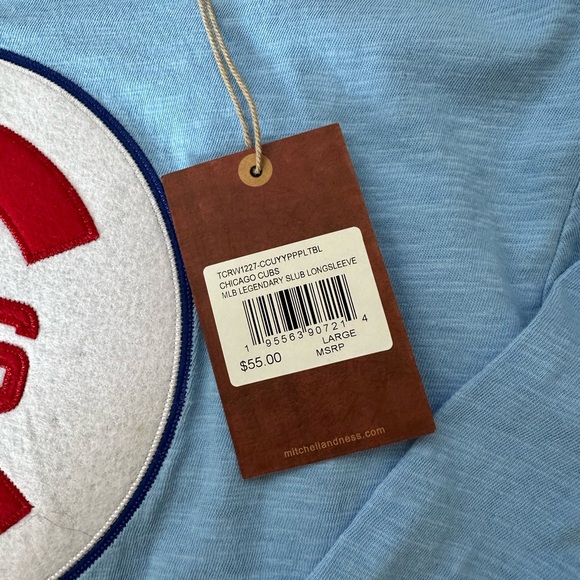 TCRW1227-CCUYYPPPLTBL
CHICAGO CUBS
MLB LEGENDARY SLUB LONGSLEEVE
1 95563 90721 4
$55.00 LARGE
MSRP
mitchellandness.com